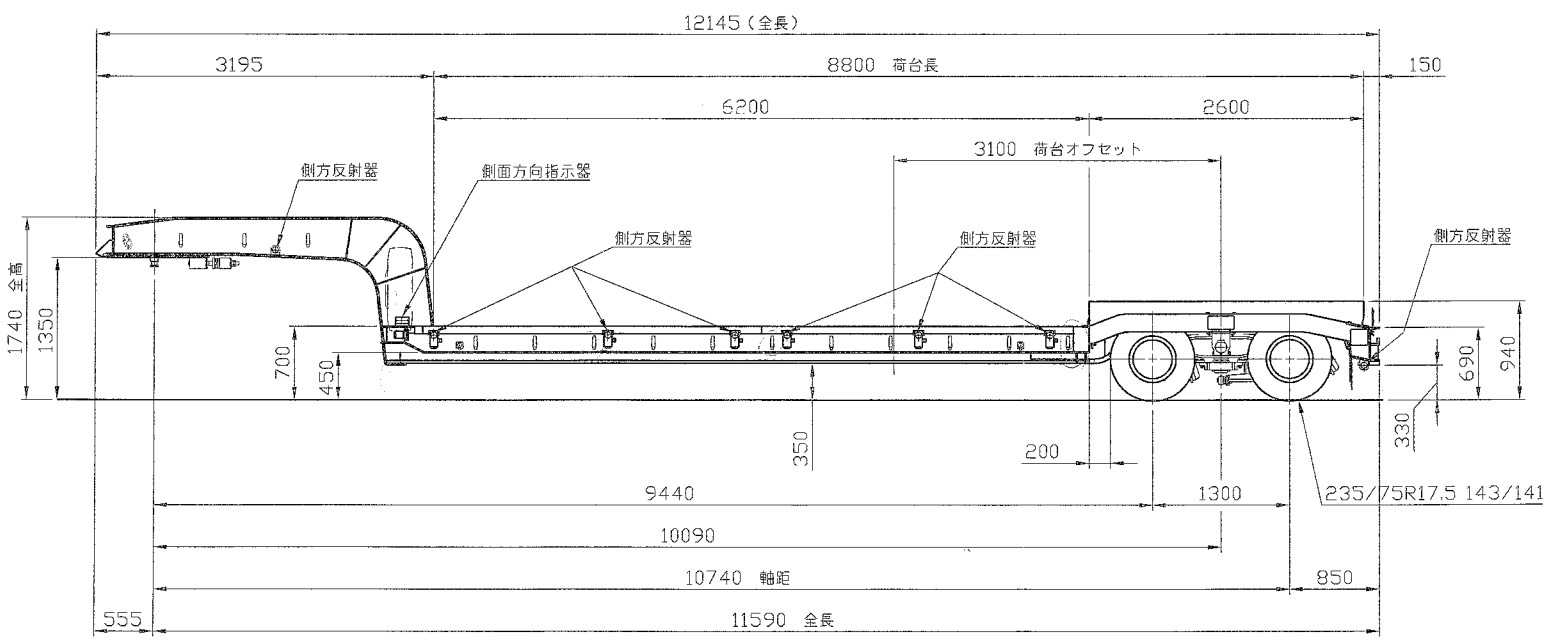 12145（全長）
3195
8800 荷台長
150
6200
2600
3100 荷台オフセット
側方反射器
側面方向指示器
側方反射器
側方反射器
側方反射器
1740 全高
1350
700
450
350
690
940
330
200
9440
1300
235/75R17.5 143/141
10090
10740 軸距
850
555
11590 全長